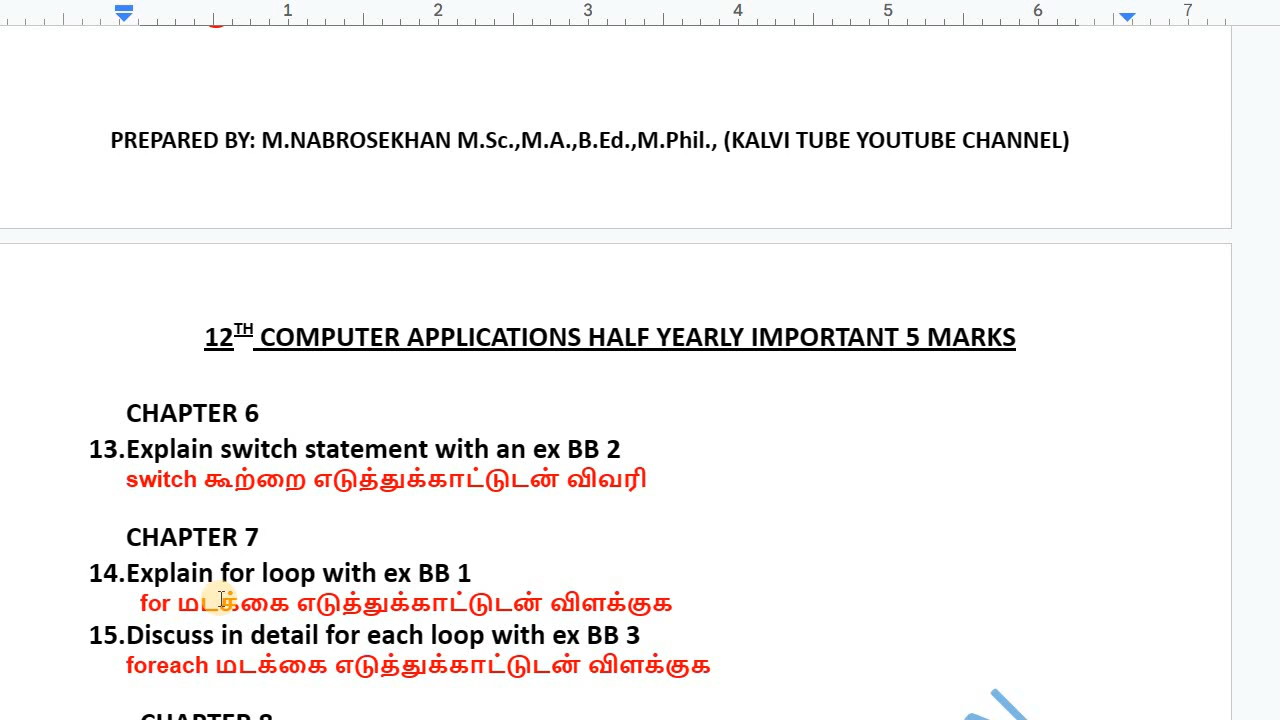 1 2 3 4 5 6 7
PREPARED BY: M.NABROSEKHAN M.Sc.,M.A.,B.Ed.,M.Phil., (KALVI TUBE YOUTUBE CHANNEL)
12TH COMPUTER APPLICATIONS HALF YEARLY IMPORTANT 5 MARKS
CHAPTER 6
13.Explain switch statement with an ex BB 2
switch கூற்றை எடுத்துக்காட்டுடன் விவரி
CHAPTER 7
14.Explain for loop with ex BB 1
for மடக்கை எடுத்துக்காட்டுடன் விளக்குக
15.Discuss in detail for each loop with ex BB 3
foreach மடக்கை எடுத்துக்காட்டுடன் விளக்குக
CHAPTER 8